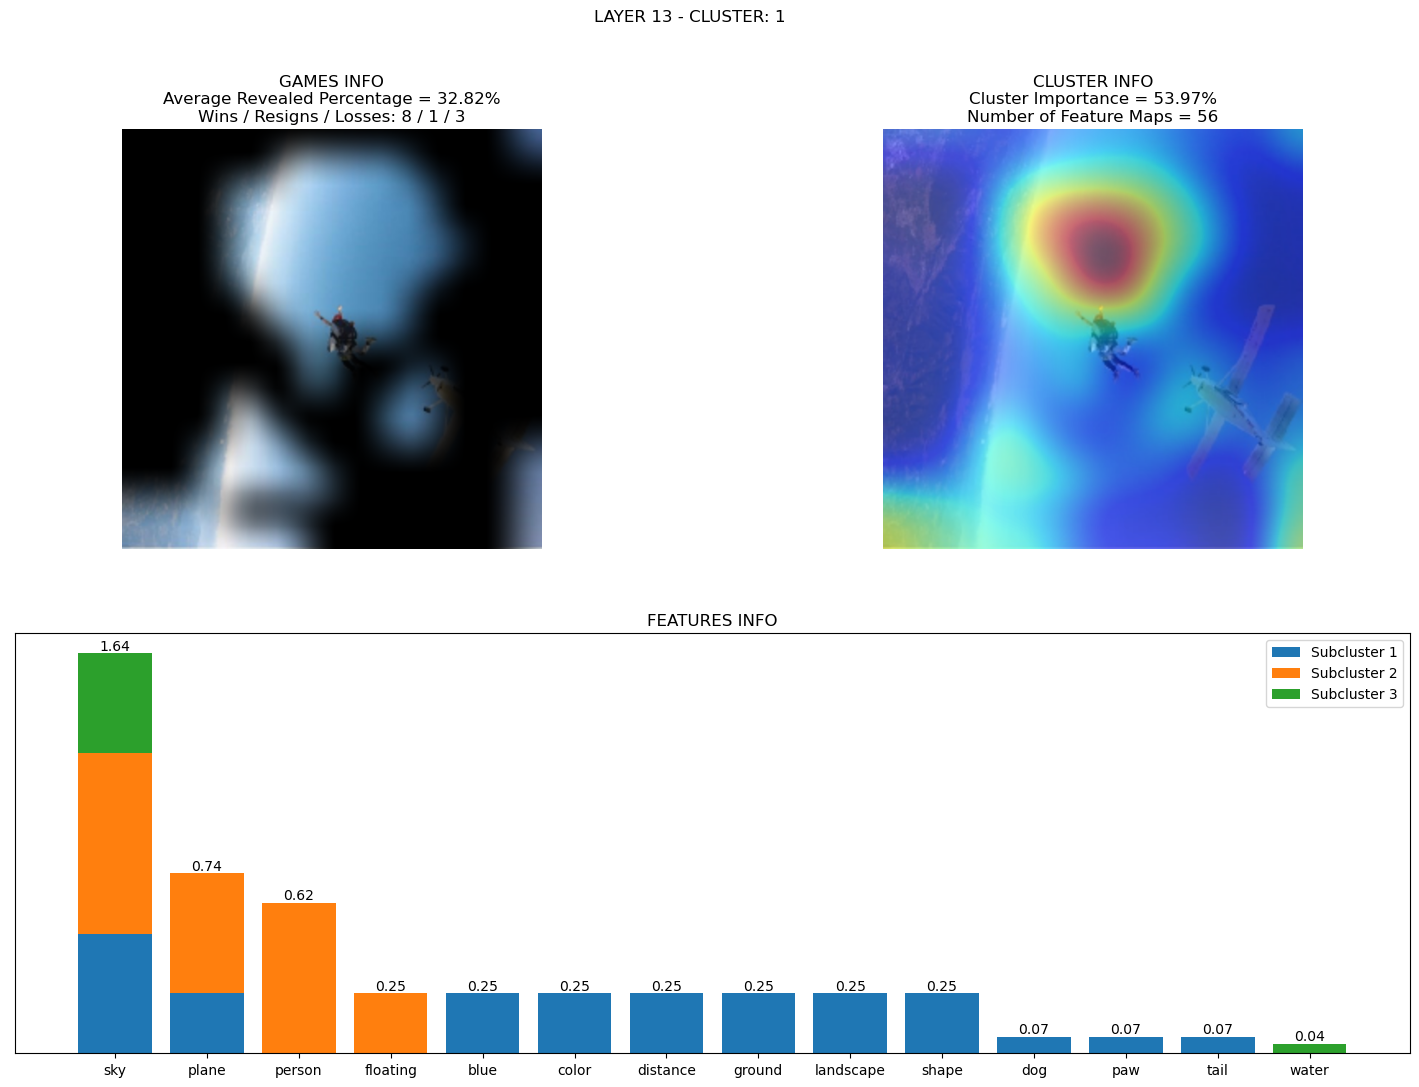 LAYER 13 - CLUSTER: 1
GAMES INFO
Average Revealed Percentage = 32.82%
Wins / Resigns / Losses: 8 / 1 / 3
CLUSTER INFO
Cluster Importance = 53.97%
Number of Feature Maps = 56
FEATURES INFO
Subcluster 1
Subcluster 2
Subcluster 3
1.64
0.74
0.62
0.25
0.25
0.25
0.25
0.25
0.25
0.25
0.07
0.07
0.07
0.04
sky
plane
person
floating
blue
color
distance
ground
landscape
shape
dog
paw
tail
water